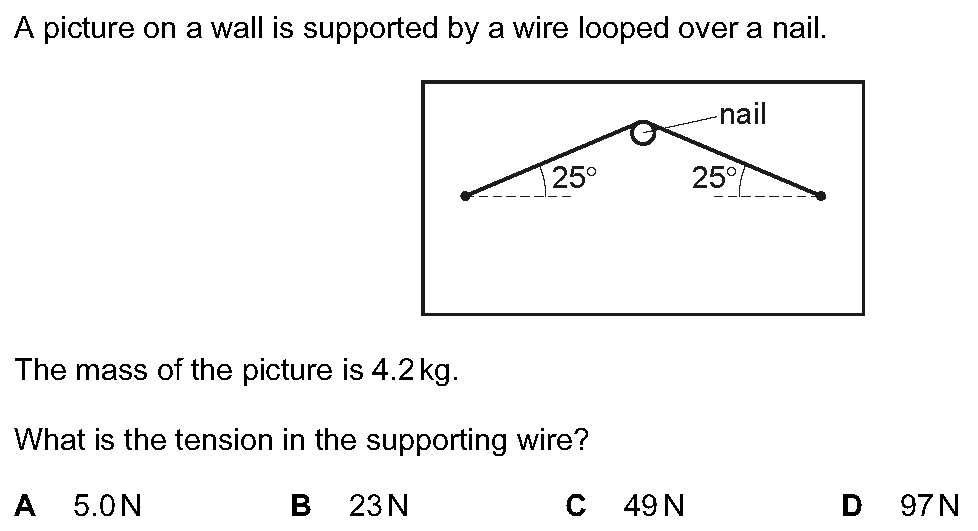 A picture on a wall is supported by a wire looped over a nail.
nail
25° 25°
The mass of the picture is 4.2 kg.
What is the tension in the supporting wire?
A 5.0 N B 23 N C 49 N D 97 N